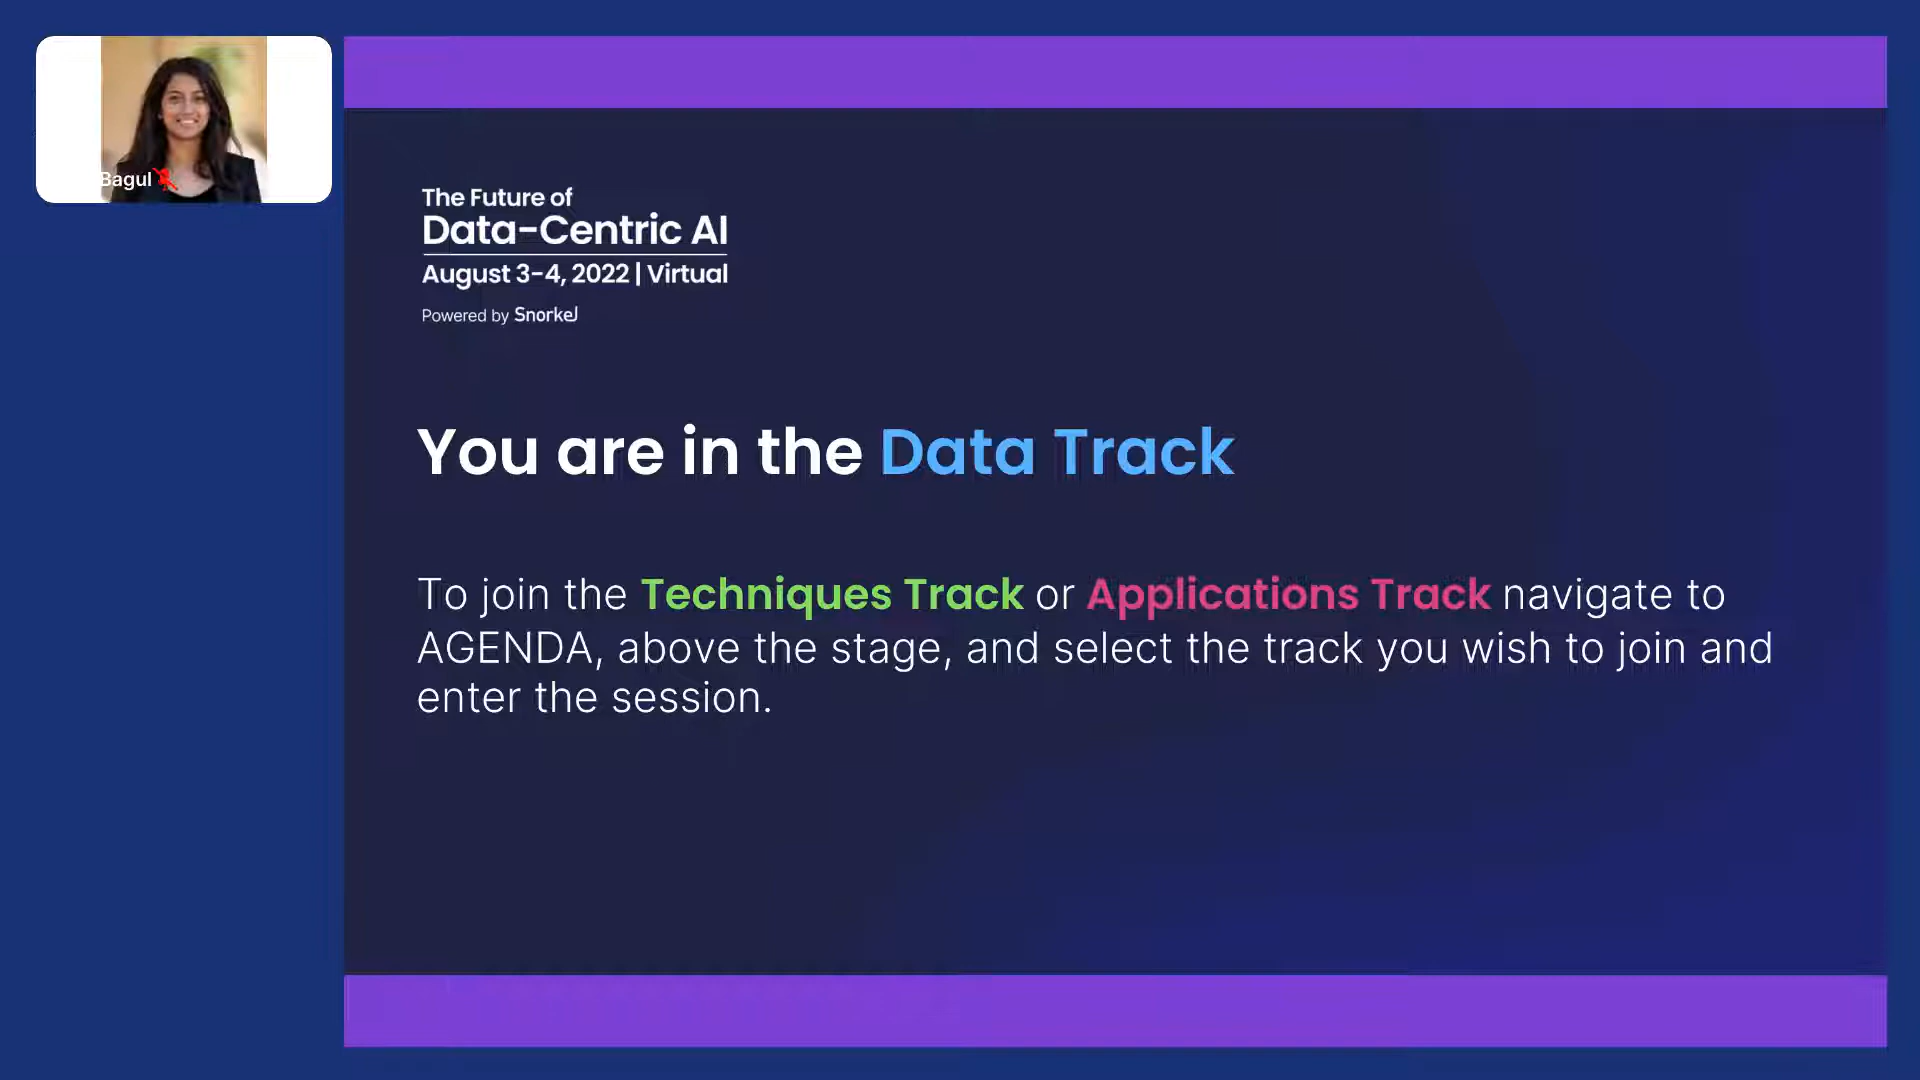 Bagul
The Future of
Data-Centric AI
August 3-4, 2022 | Virtual
Powered by Snorkel
You are in the Data Track
To join the Techniques Track or Applications Track navigate to
AGENDA, above the stage, and select the track you wish to join and
enter the session.